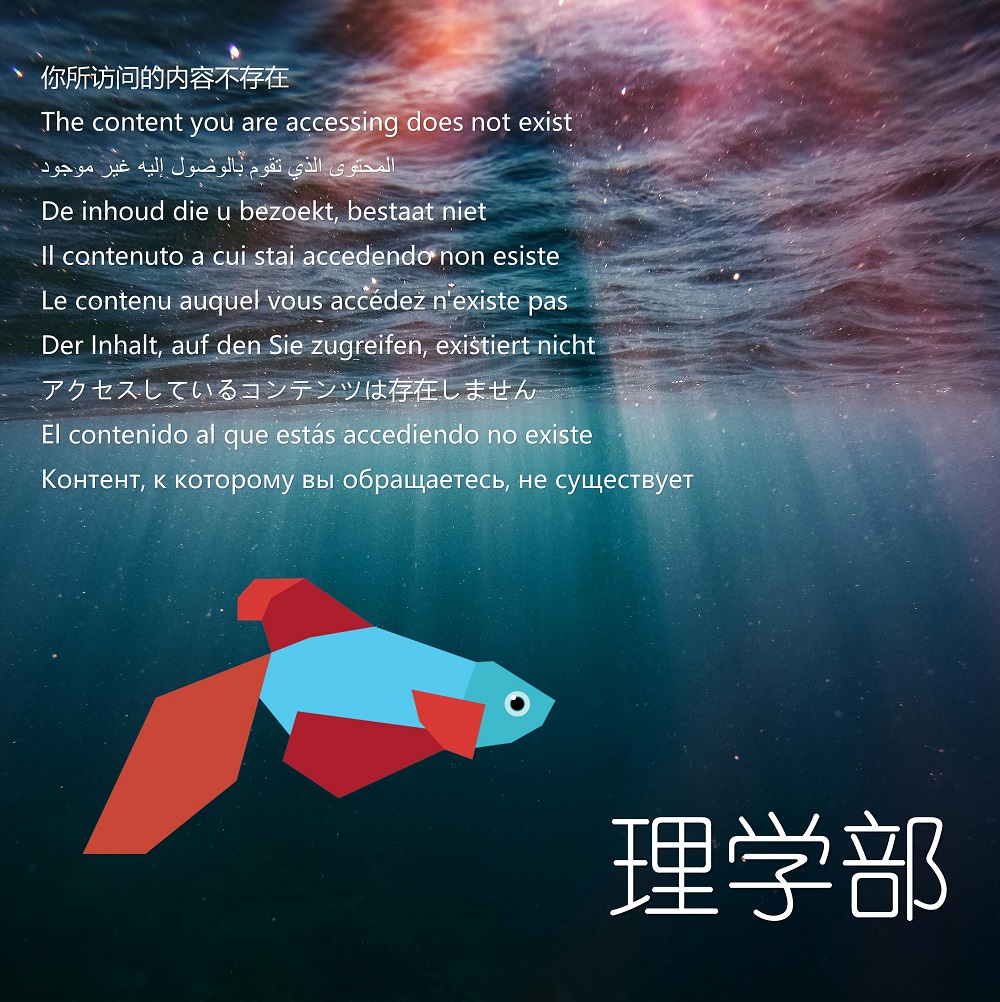 你所访问的内容不存在
The content you are accessing does not exist
المحتوى الذي تقوم بالوصول إليه غير موجود
De inhoud die u bezoekt, bestaat niet
Il contenuto a cui stai accedendo non esiste
Le contenu auquel vous accédez n'existe pas
Der Inhalt, auf den Sie zugreifen, existiert nicht
アクセスしているコンテンツは存在しません
El contenido al que estás accediendo no existe
Контент, к которому вы обращаетесь, не существует
理学部